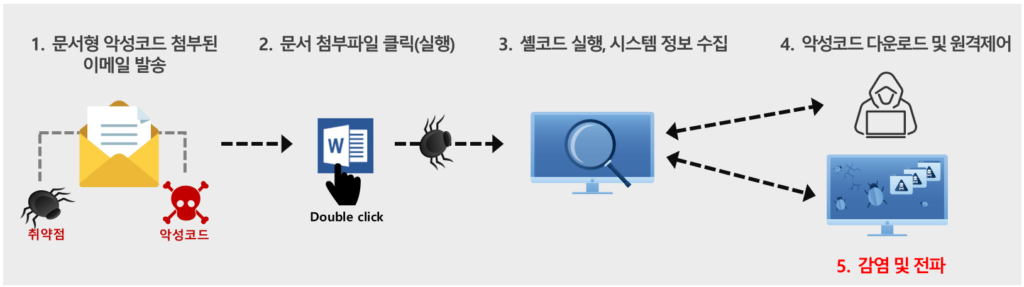 1. 문서형 악성코드 첨부된
이메일 발송
2. 문서 첨부파일 클릭(실행)
3. 셸코드 실행, 시스템 정보 수집
4. 악성코드 다운로드 및 원격제어
W
Double click
취약점
악성코드
5. 감염 및 전파